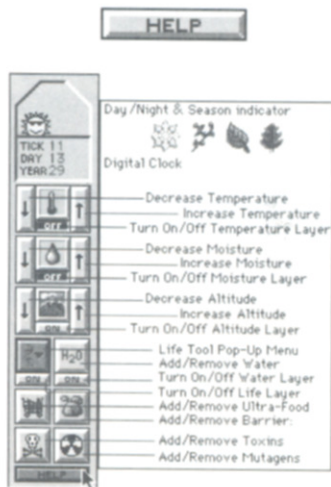 HELP
Day/Night & Season indicator
TICK 11
DAY 13
YEAR 29
Digital Clock
Decrease Temperature
Increase Temperature
OFF
Turn On/Off Temperature Layer
Decrease Moisture
Increase Moisture
OFF
Turn On/Off Moisture Layer
Decrease Altitude
Increase Altitude
Turn On/Off Altitude Layer
Life Tool Pop-Up Menu
H₂O
Add/Remove Water
ON ON
Turn On/Off Water Layer
Turn On/Off Life Layer
Add/Remove Ultra-Food
Add/Remove Barrier:
Add/Remove Toxins
Add/Remove Mutagens
HELP